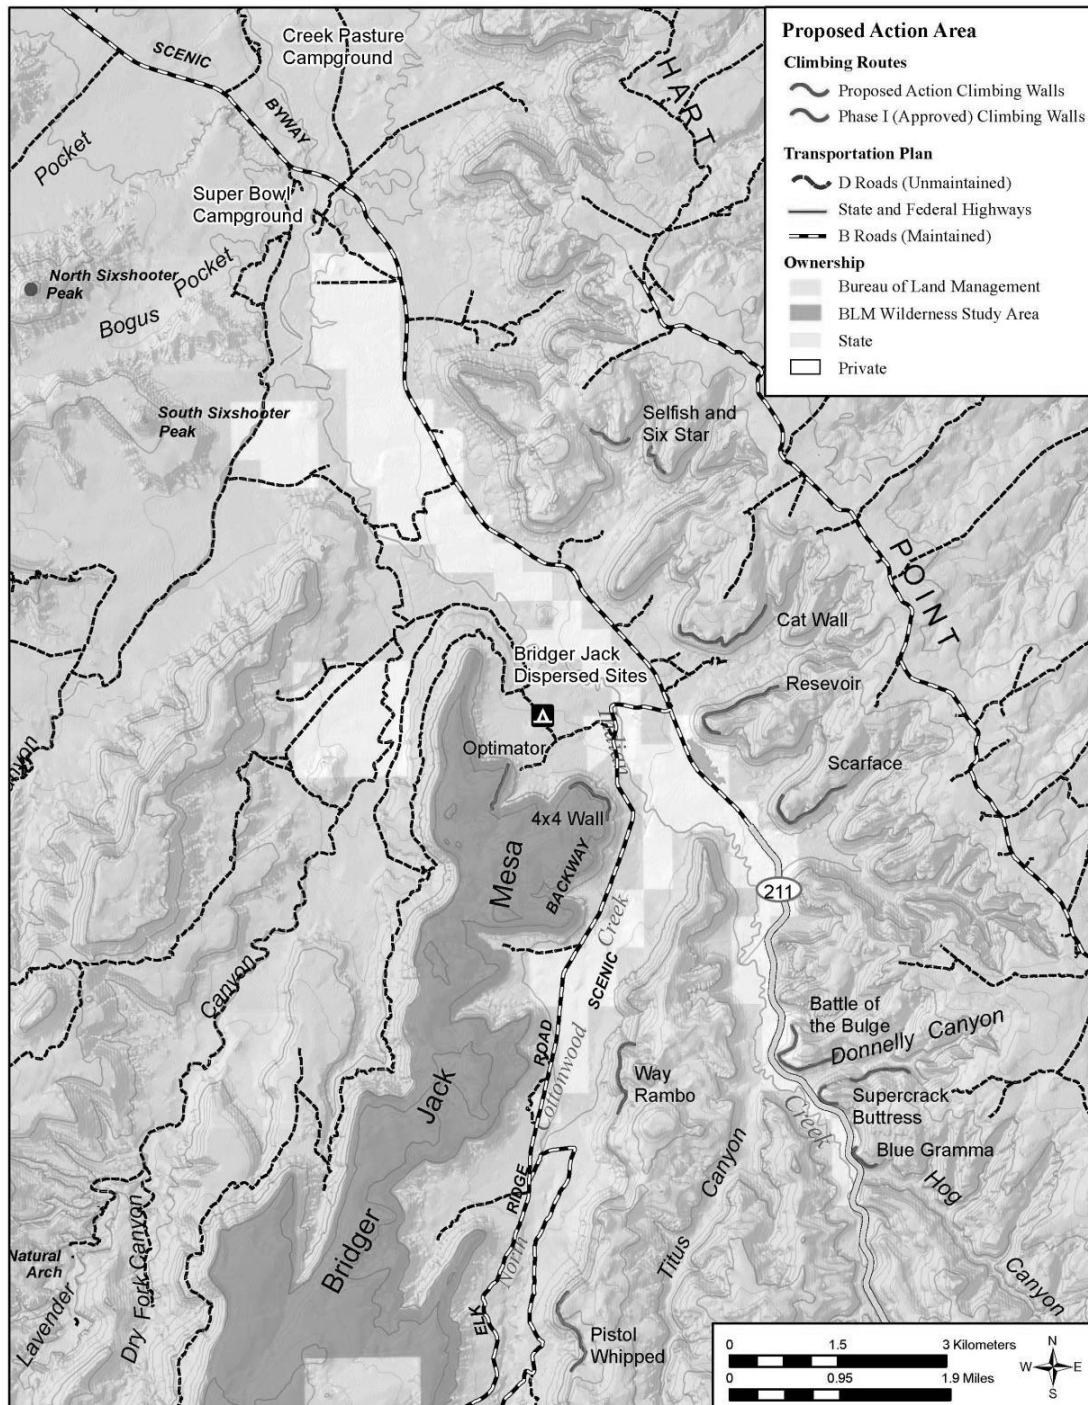 Creek Pasture
Campground
SCENIC
BYWAY
HART
Pocket
Super Bowl
Campground
North Sixshooter
Peak
Pocket
Bogus
South Sixshooter
Peak
Selfish and
Six Star
POINT
Cat Wall
Bridger Jack
Dispersed Sites
Resevoir
Indian
Optimator
Scarface
4x4 Wall
Mesa
BACKWAY
211
Creek
SCENIC
Canyon
anyon
Battle of
the Bulge
Donnelly Canyon
ROAD
Cottonwood
Way
Rambo
Jack
Supercrack
Buttress
Creek
Blue Gramma
Hog
Canyon
RIDGE
Canyon
Titus
North
Bridger
Natural
Arch
Dry Fork Canyon
Lavender
ELK
Pistol
Whipped
Proposed Action Area
Climbing Routes
Proposed Action Climbing Walls
Phase I (Approved) Climbing Walls
Transportation Plan
D Roads (Unmaintained)
State and Federal Highways
B Roads (Maintained)
Ownership
Bureau of Land Management
BLM Wilderness Study Area
State
Private
0 1.5 3 Kilometers
0 0.95 1.9 Miles
N
W E
S